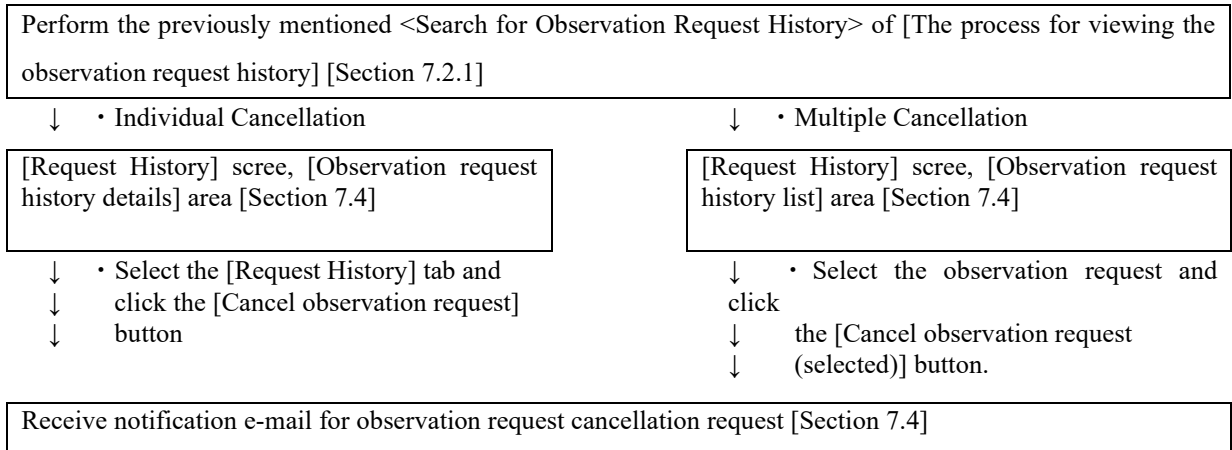 Perform the previously mentioned <Search for Observation Request History> of [The process for viewing the
observation request history] [Section 7.2.1]
↓ ・Individual Cancellation
↓ ・Multiple Cancellation
[Request History] scree, [Observation request
history details] area [Section 7.4]
[Request History] scree, [Observation request
history list] area [Section 7.4]
↓ ・Select the [Request History] tab and
↓ click the [Cancel observation request]
↓ button
↓ ・Select the observation request and
click
↓ the [Cancel observation request
↓ (selected)] button.
Receive notification e-mail for observation request cancellation request [Section 7.4]